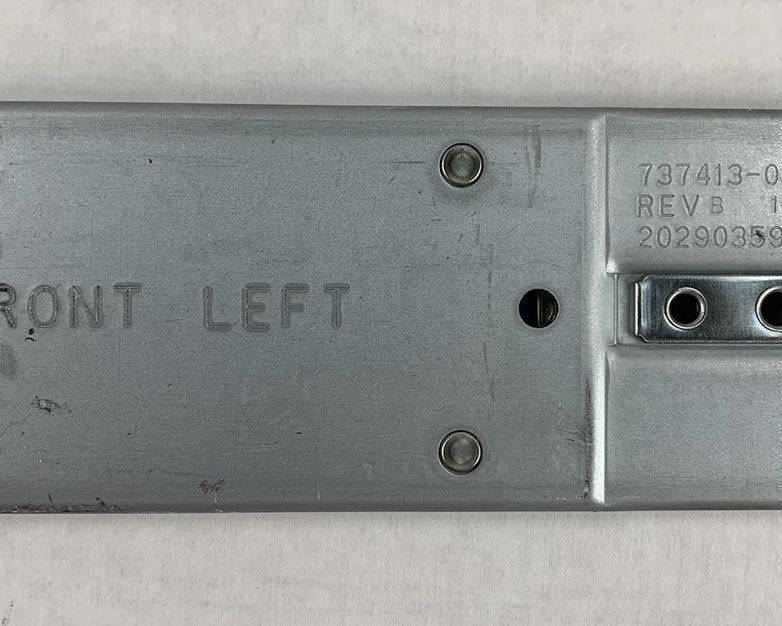 RONT LEFT
737413-0
REV B 1
20290359